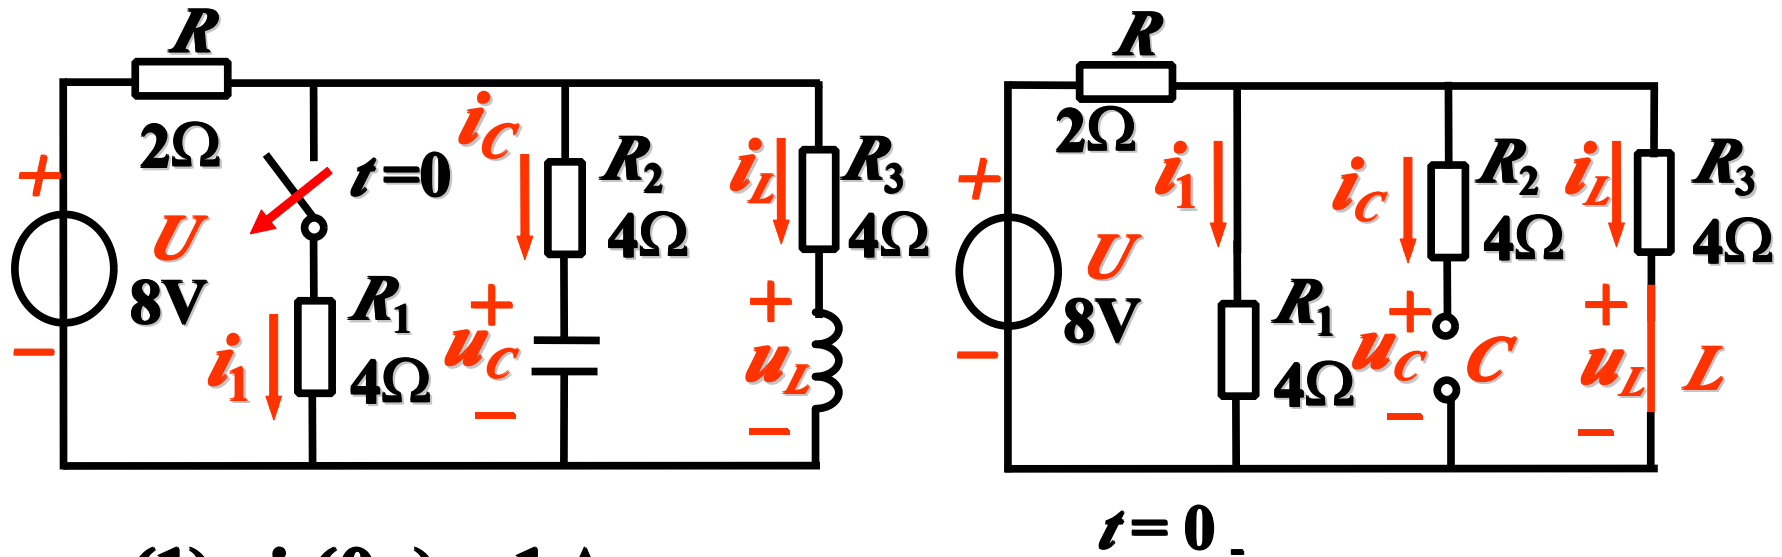 R
2Ω
t=0
+
U
8V
−
R1
4Ω
i1
iC
R2
4Ω
+
uC
−
iL
R3
4Ω
+
uL
−
R
2Ω
+
U
8V
−
i1
R1
4Ω
iC
R2
4Ω
+
uC
−
C
iL
R3
4Ω
+
uL
−
L
t = 0